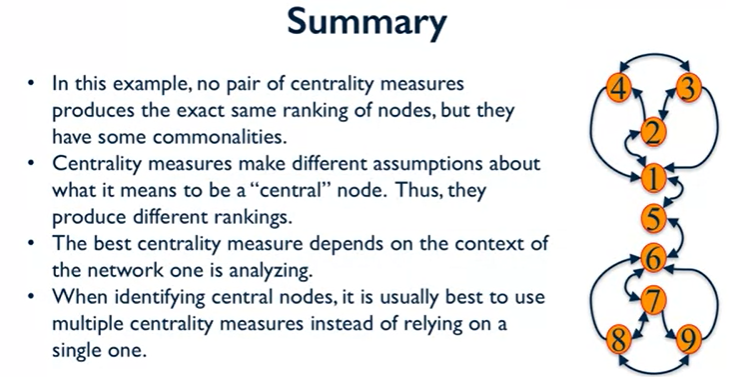 Summary
• In this example, no pair of centrality measures
produces the exact same ranking of nodes, but they
have some commonalities.
• Centrality measures make different assumptions about
what it means to be a “central” node. Thus, they
produce different rankings.
• The best centrality measure depends on the context of
the network one is analyzing.
• When identifying central nodes, it is usually best to use
multiple centrality measures instead of relying on a
single one.
4 3
2
1
5
6
7
8 9